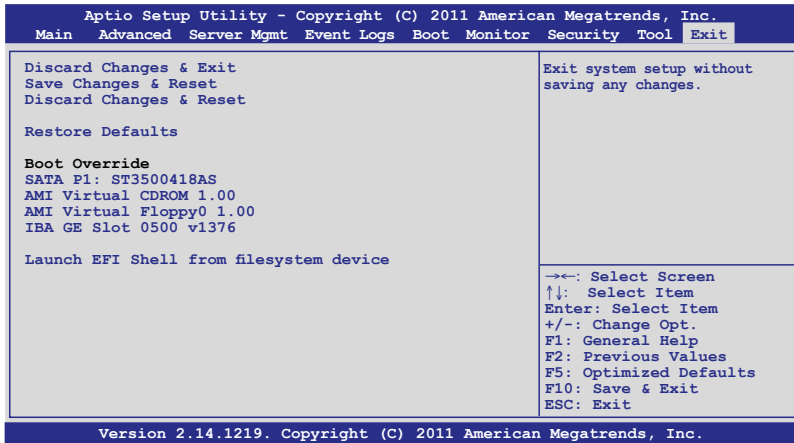 Aptio Setup Utility - Copyright (C) 2011 American Megatrends, Inc.
Main Advanced Server Mgmt Event Logs Boot Monitor Security Tool Exit
Discard Changes & Exit
Save Changes & Reset
Discard Changes & Reset
Restore Defaults
Boot Override
SATA P1: ST3500418AS
AMI Virtual CDROM 1.00
AMI Virtual Floppy0 1.00
IBA GE Slot 0500 v1376
Launch EFI Shell from filesystem device
Exit system setup without
saving any changes.
→←: Select Screen
↑↓: Select Item
Enter: Select Item
+/-: Change Opt.
F1: General Help
F2: Previous Values
F5: Optimized Defaults
F10: Save & Exit
ESC: Exit
Version 2.14.1219. Copyright (C) 2011 American Megatrends, Inc.